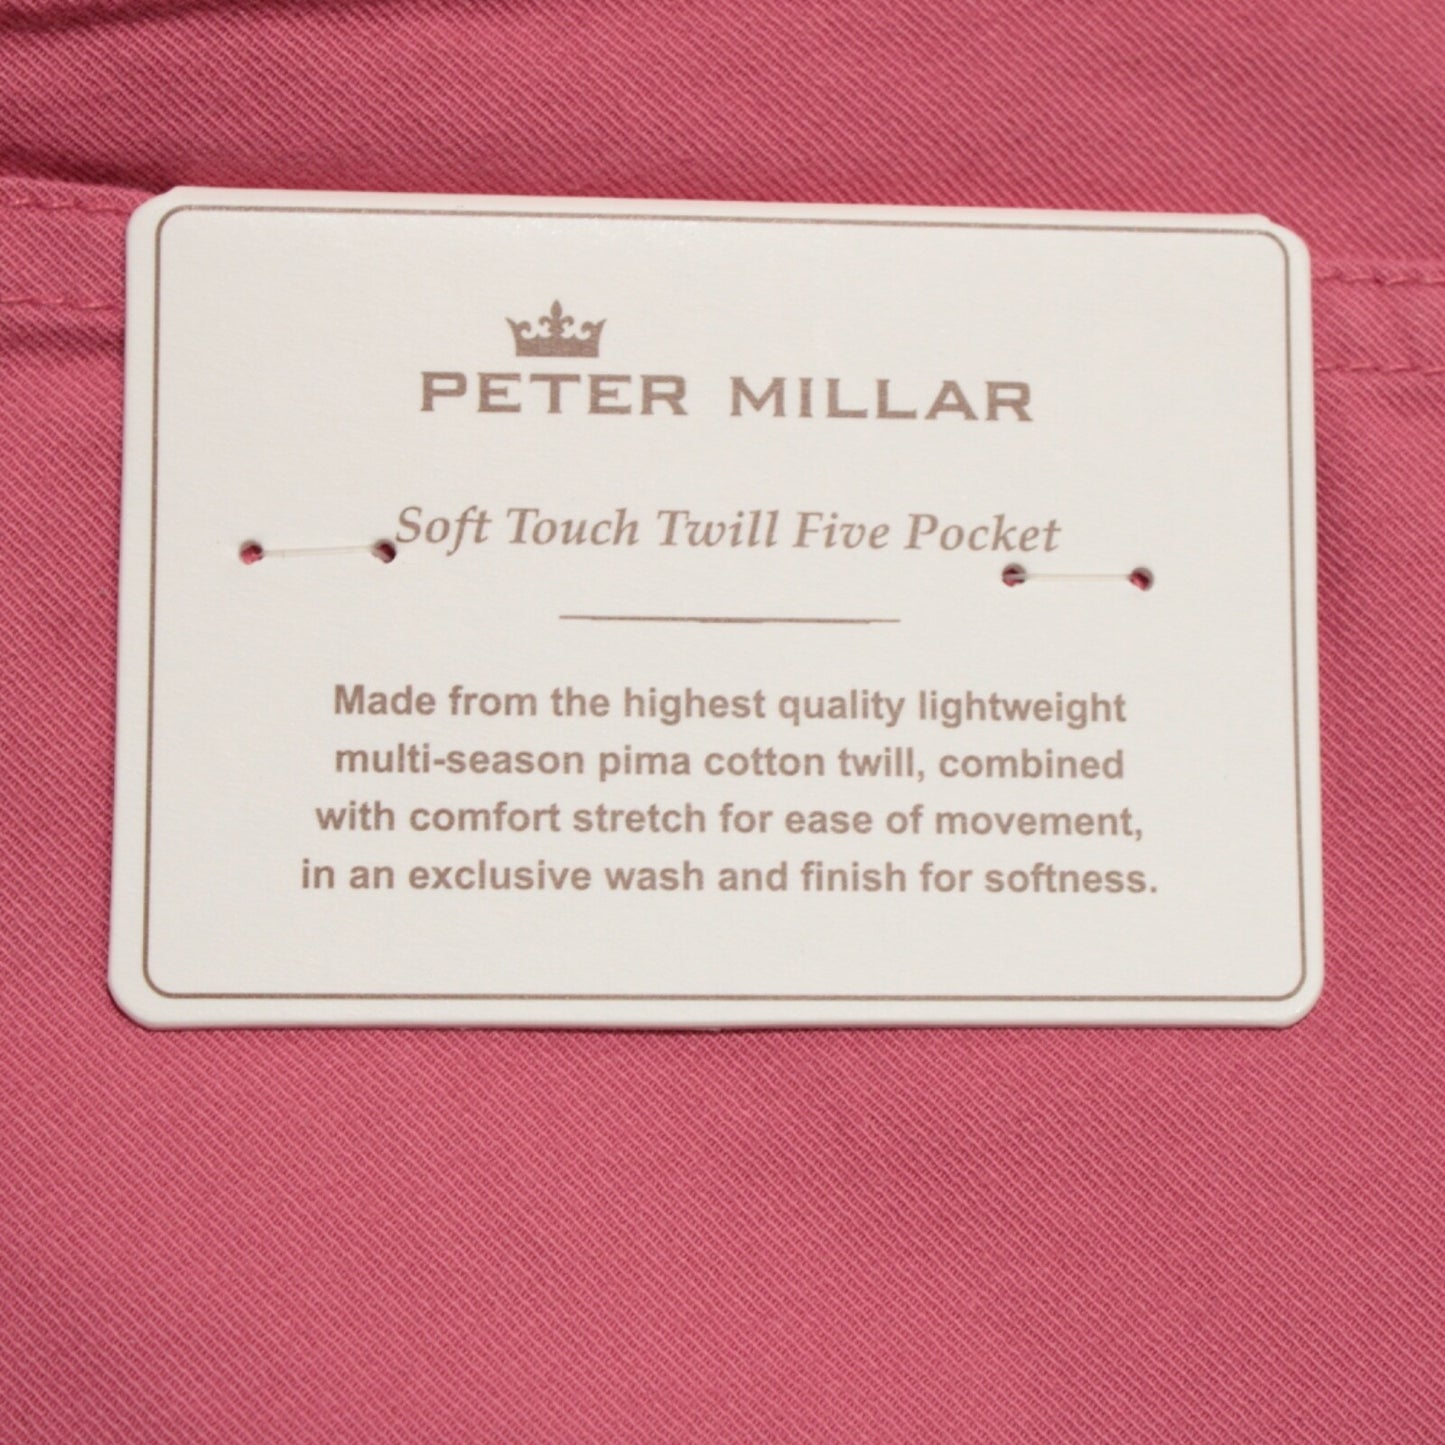 PETER MILLAR
Soft Touch Twill Five Pocket
Made from the highest quality lightweight
multi-season pima cotton twill, combined
with comfort stretch for ease of movement,
in an exclusive wash and finish for softness.